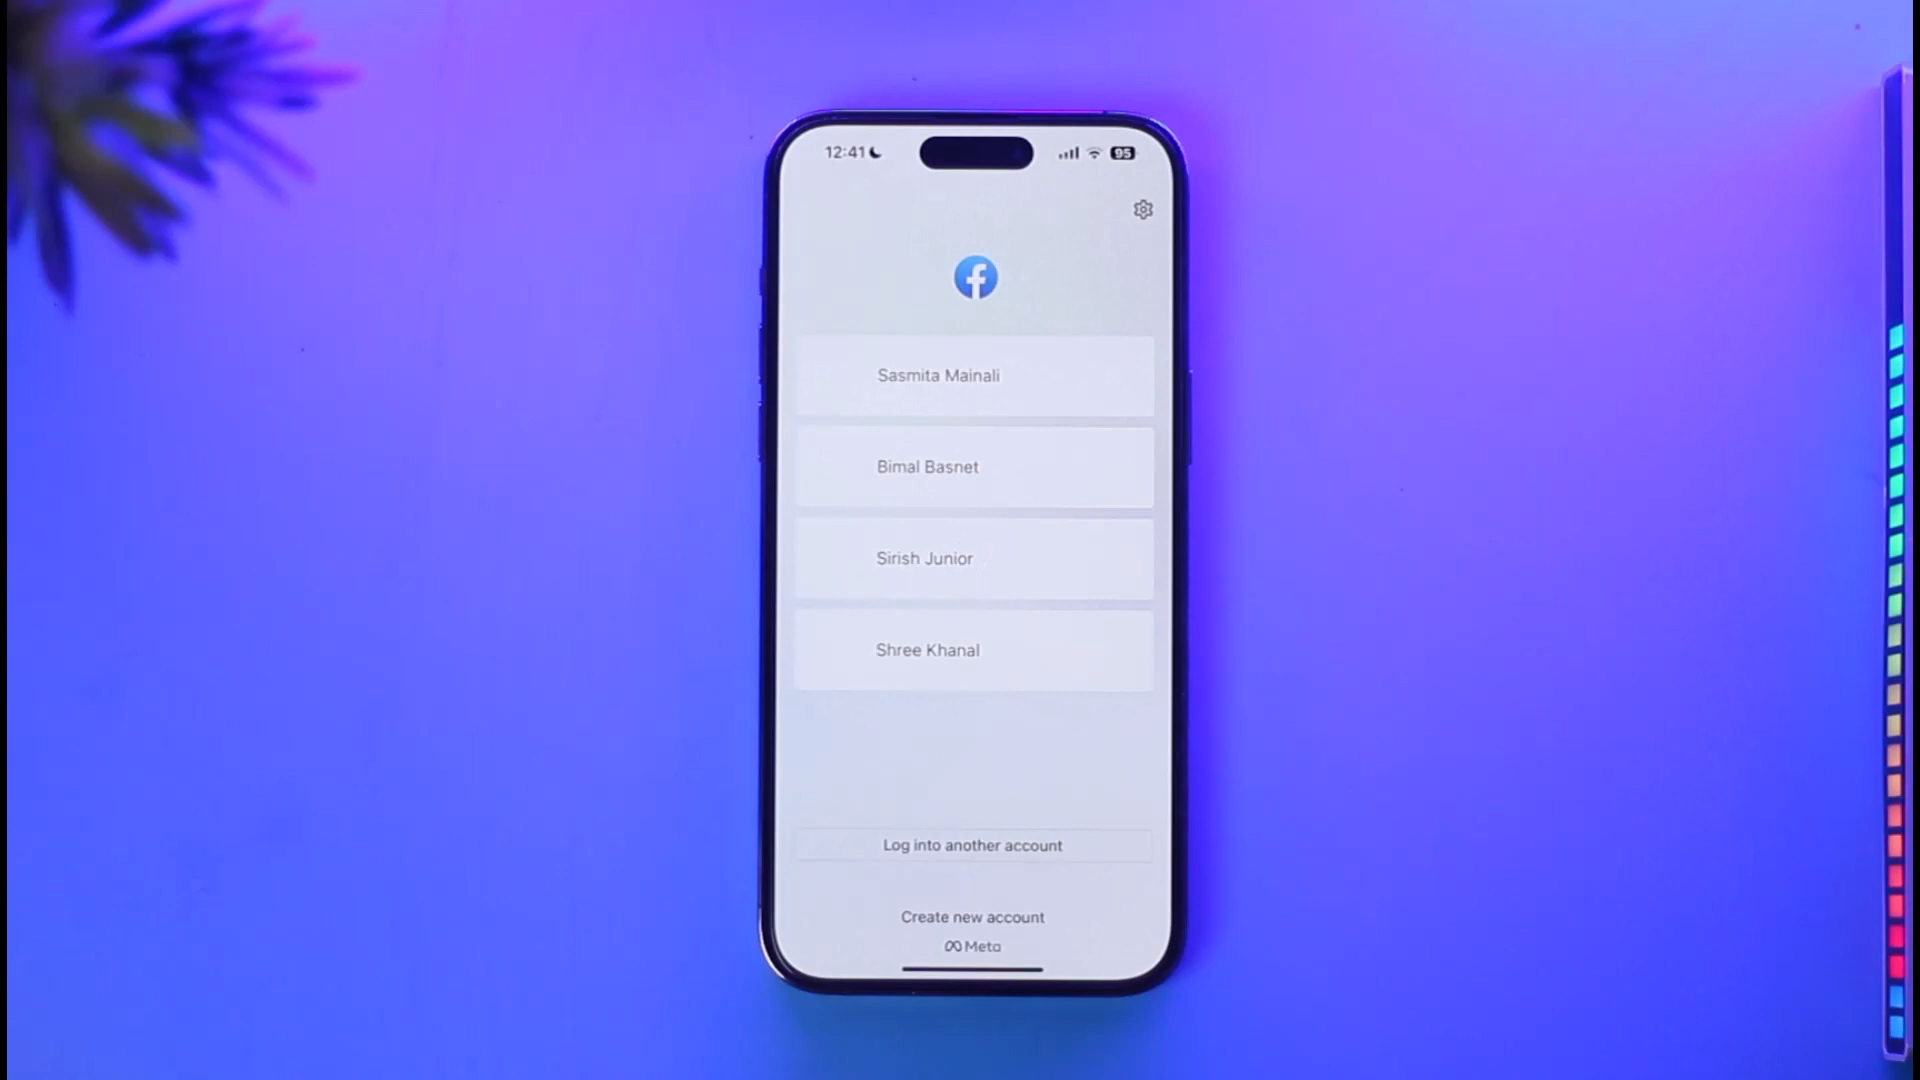 12:41
95
Sasmita Mainali
Bimal Basnet
Sirish Junior
Shree Khanal
Log into another account
Create new account
Meta